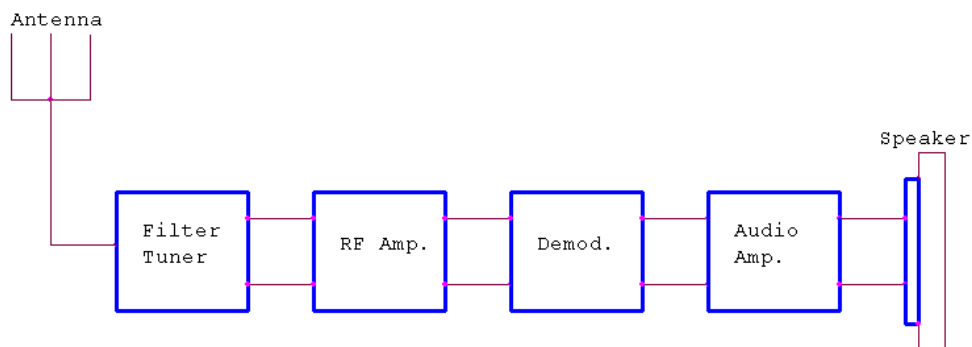 Antenna
Speaker
Filter
Tuner
RF Amp.
Demod.
Audio
Amp.